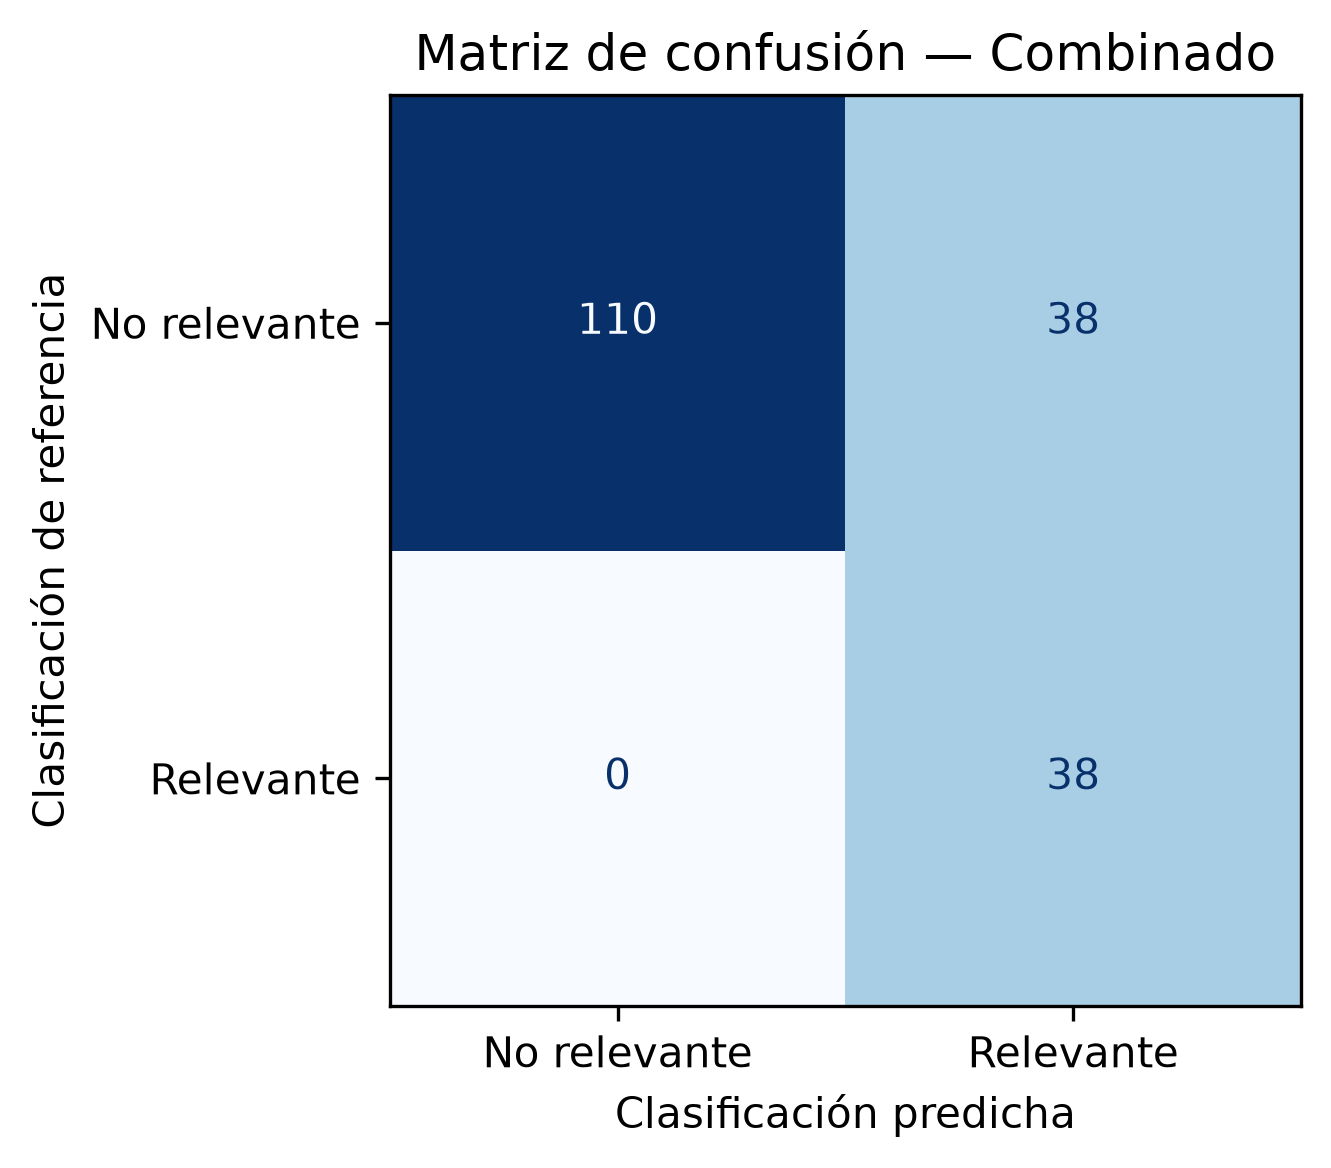 Matriz de confusión — Combinado
Clasificación de referencia
No relevante
110
38
Relevante
0
38
No relevante
Relevante
Clasificación predicha